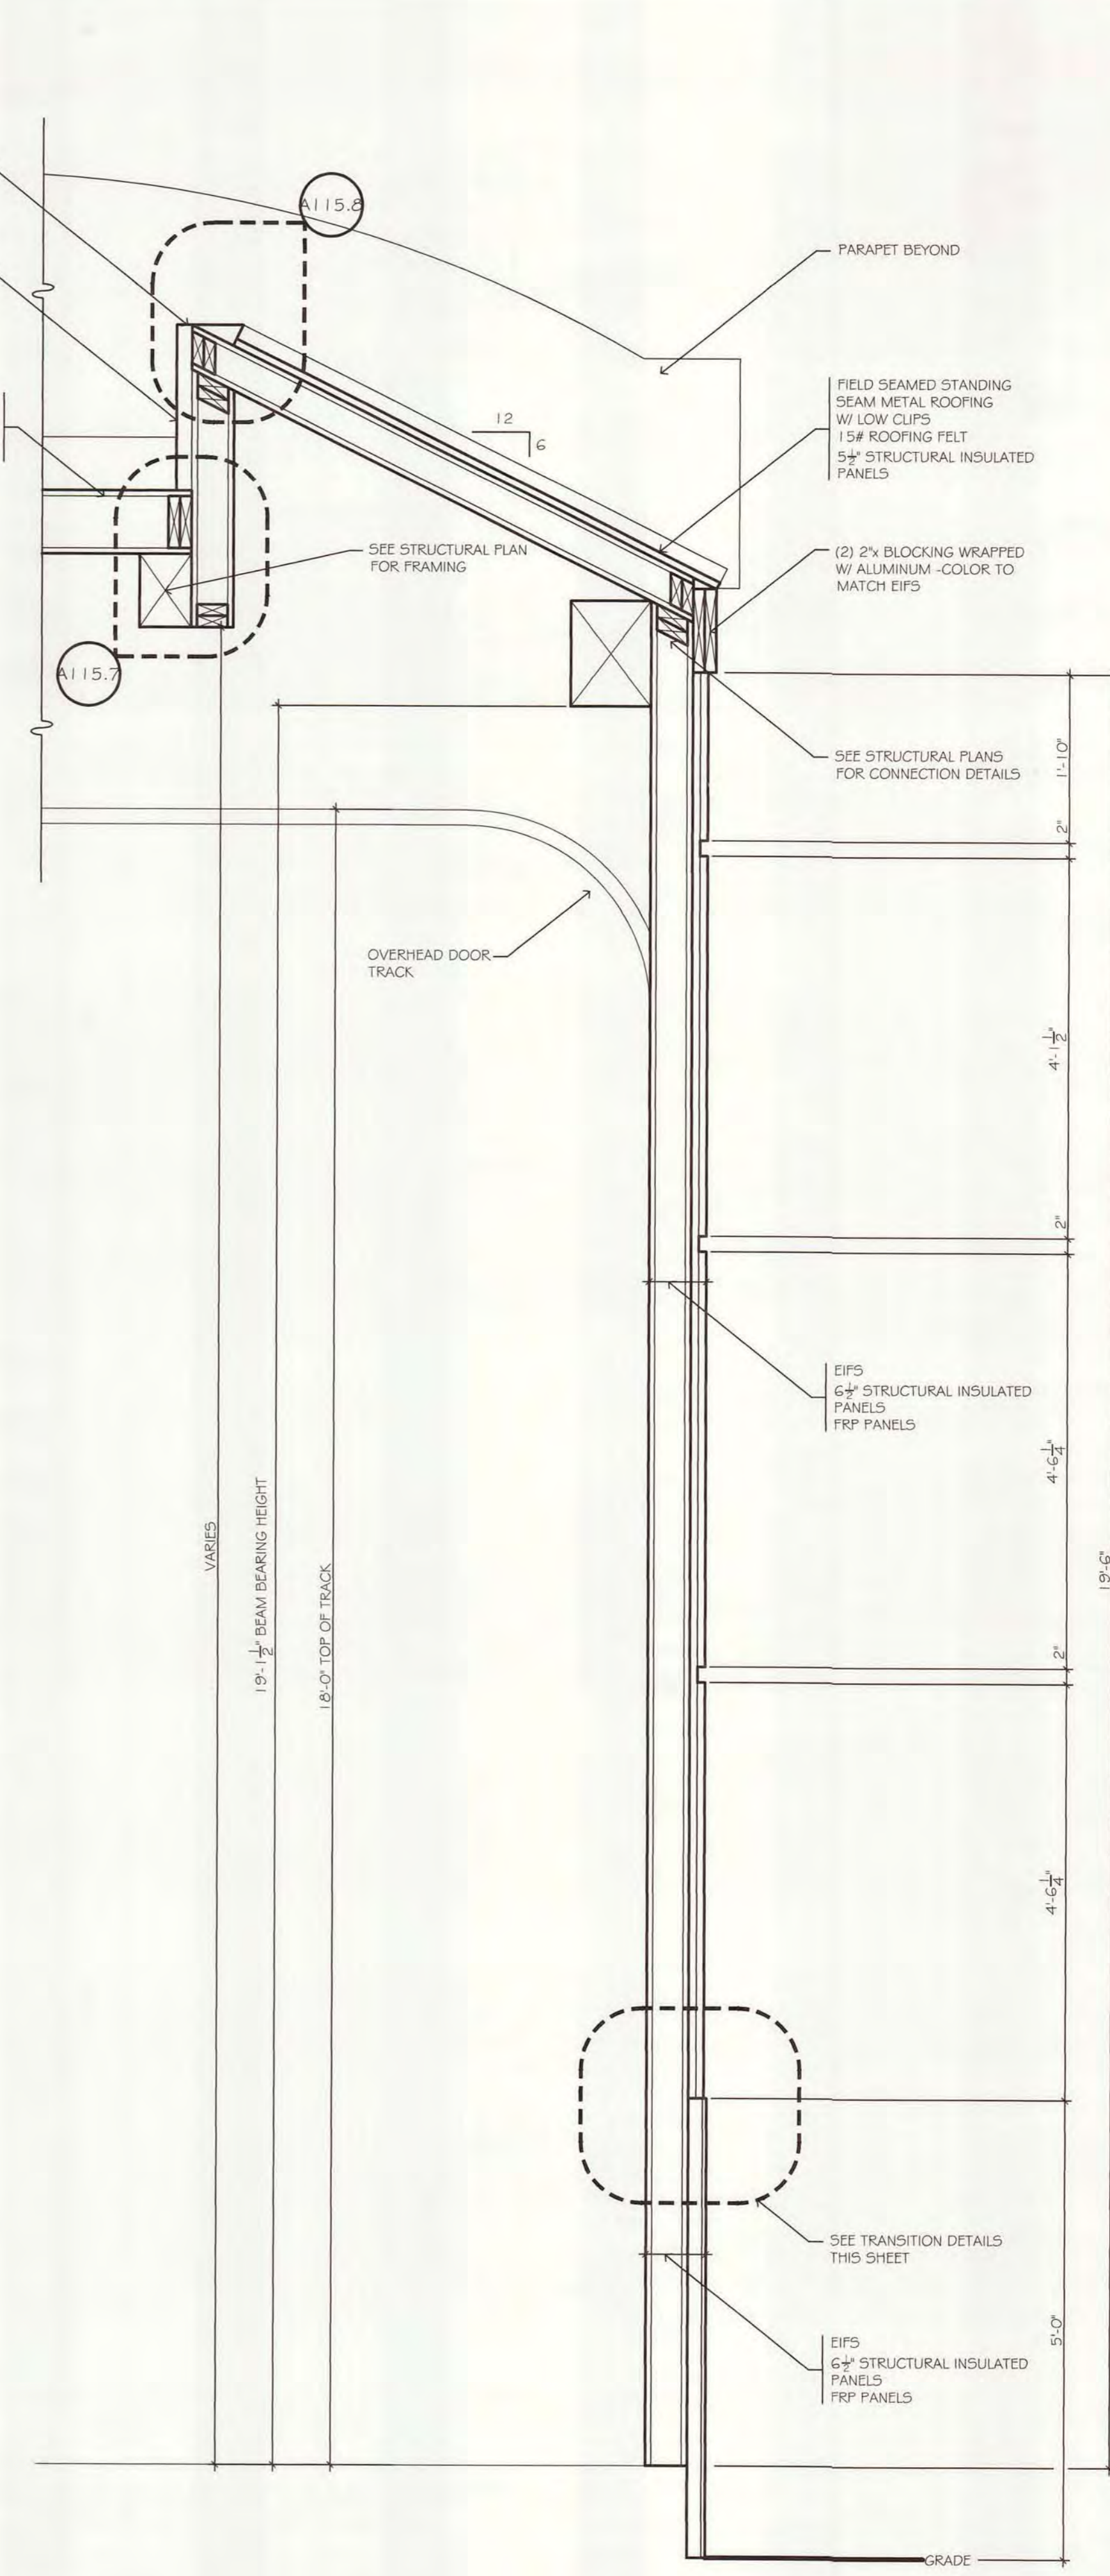 A115.8
PARAPET BEYOND
FIELD SEAMED STANDING
SEAM METAL ROOFING
W/ LOW CLIPS
15# ROOFING FELT
5½" STRUCTURAL INSULATED
PANELS
12
6
SEE STRUCTURAL PLAN
FOR FRAMING
(2) 2"x BLOCKING WRAPPED
W/ ALUMINUM -COLOR TO
MATCH EIFS
A115.7
SEE STRUCTURAL PLANS
FOR CONNECTION DETAILS
1'-10"
2"
OVERHEAD DOOR
TRACK
4'-1½"
2"
EIFS
6½" STRUCTURAL INSULATED
PANELS
FRP PANELS
4'-6¼"
VARIES
19'-1½" BEAM BEARING HEIGHT
18'-0" TOP OF TRACK
19'-6"
2"
4'-6¼"
SEE TRANSITION DETAILS
THIS SHEET
5'-0"
EIFS
6½" STRUCTURAL INSULATED
PANELS
FRP PANELS
GRADE